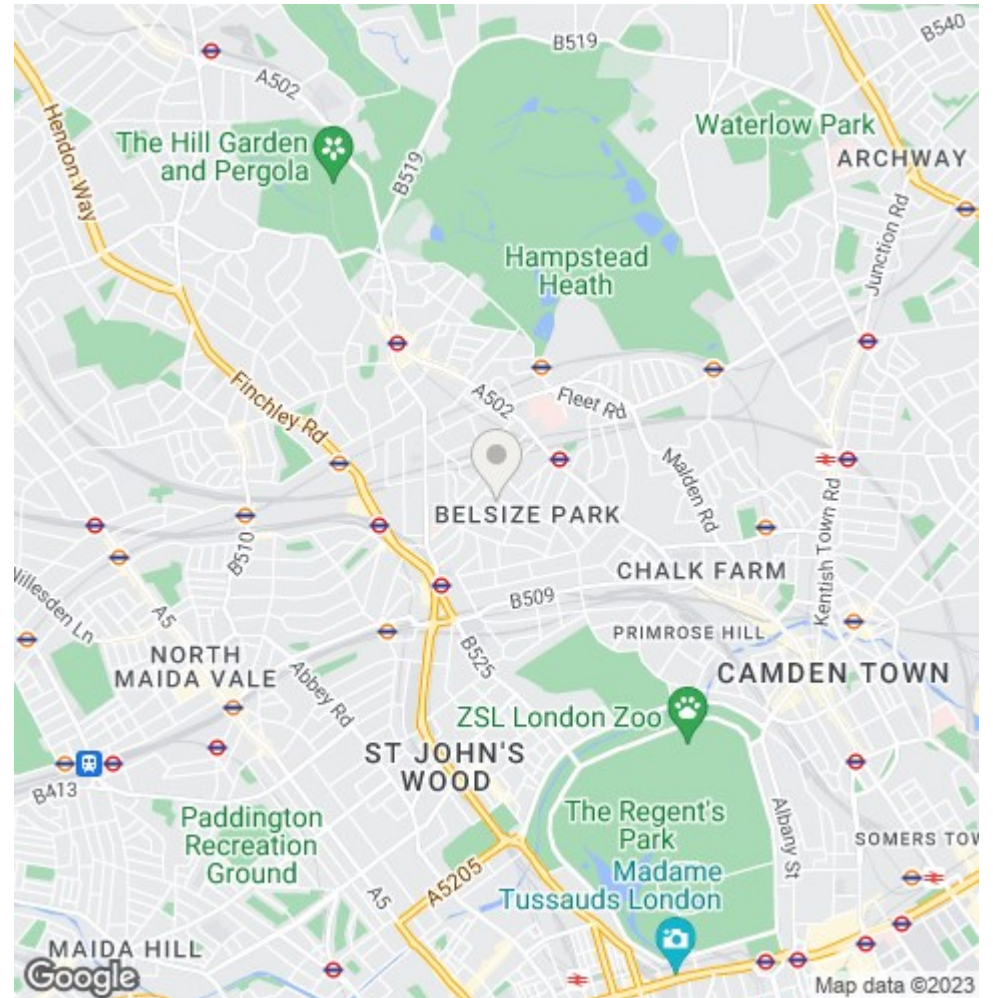 B519
B540
A502
Hendon Way
The Hill Garden
and Pergola
B519
Waterlow Park
ARCHWAY
Junction Rd
Hampstead
Heath
Finchley Rd
A502
Fleet Rd
Malden Rd
BELSIZE PARK
B510
Kentish Town Rd
Willesden Ln
A5
CHALK FARM
B509
PRIMROSE HILL
B525
NORTH
MAIDA VALE
Abbey Rd
CAMDEN TOWN
ZSL London Zoo
ST JOHN'S
WOOD
B413
Paddington
Recreation
Ground
The Regent's
Park
Albany St
SOMERS TOW
Madame
Tussauds London
A5205
A5
MAIDA HILL
Google
Map data ©2023